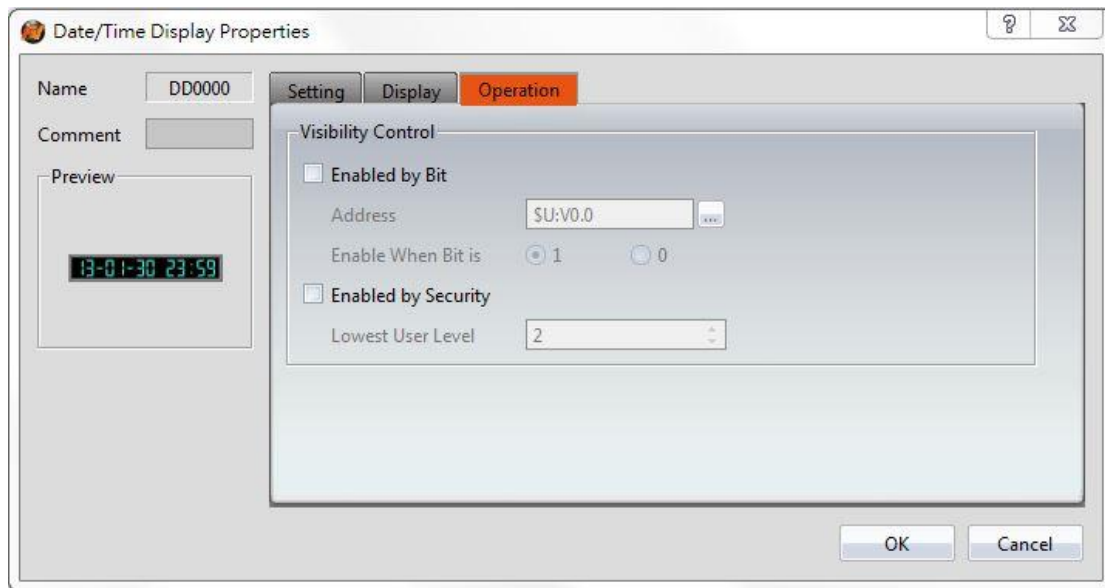 Date/Time Display Properties
Name DD0000
Comment
Preview
13-01-30 23:59
Setting Display Operation
Visibility Control
Enabled by Bit
Address $U:V0.0 ...
Enable When Bit is 1 0
Enabled by Security
Lowest User Level 2
OK Cancel